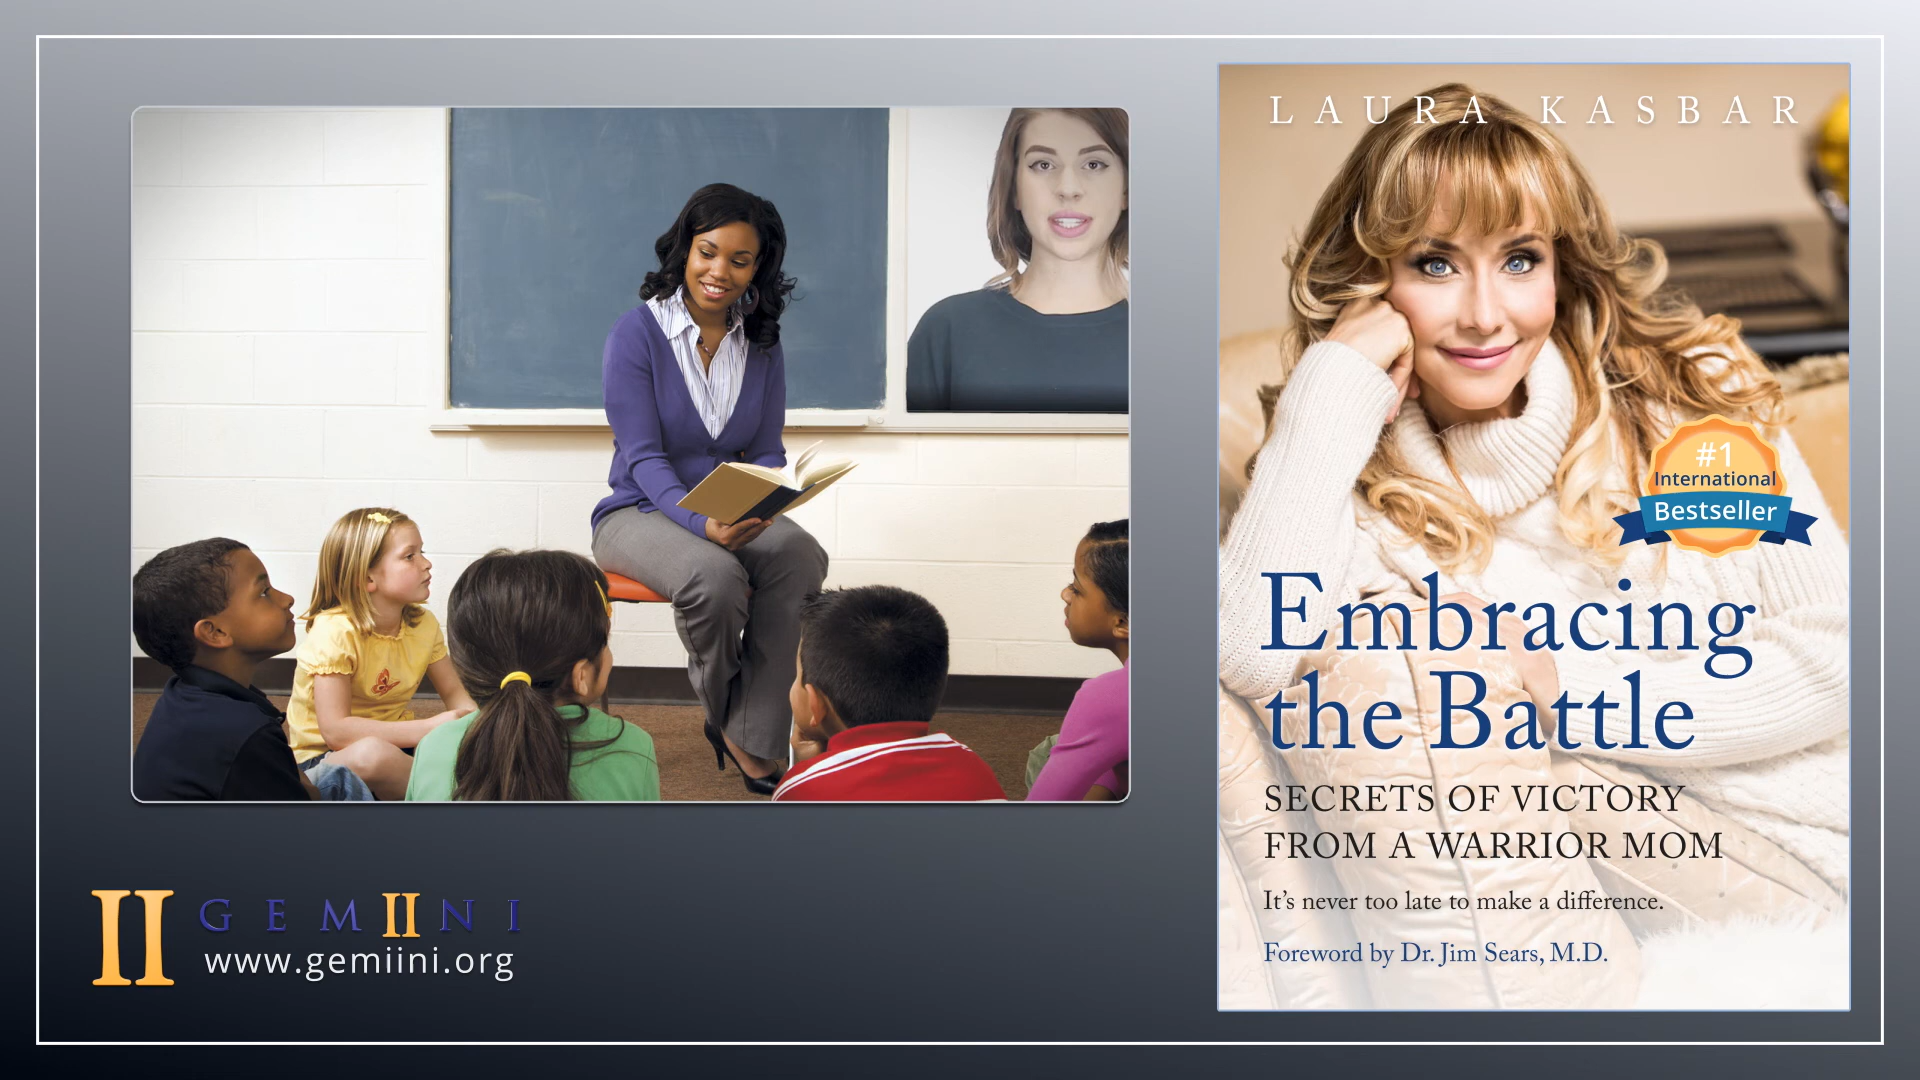 GEMIINI
www.gemiini.org
LAURA KASBAR
#1
International
Bestseller
Embracing
the Battle
SECRETS OF VICTORY
FROM A WARRIOR MOM
It's never too late to make a difference.
Foreword by Dr. Jim Sears, M.D.